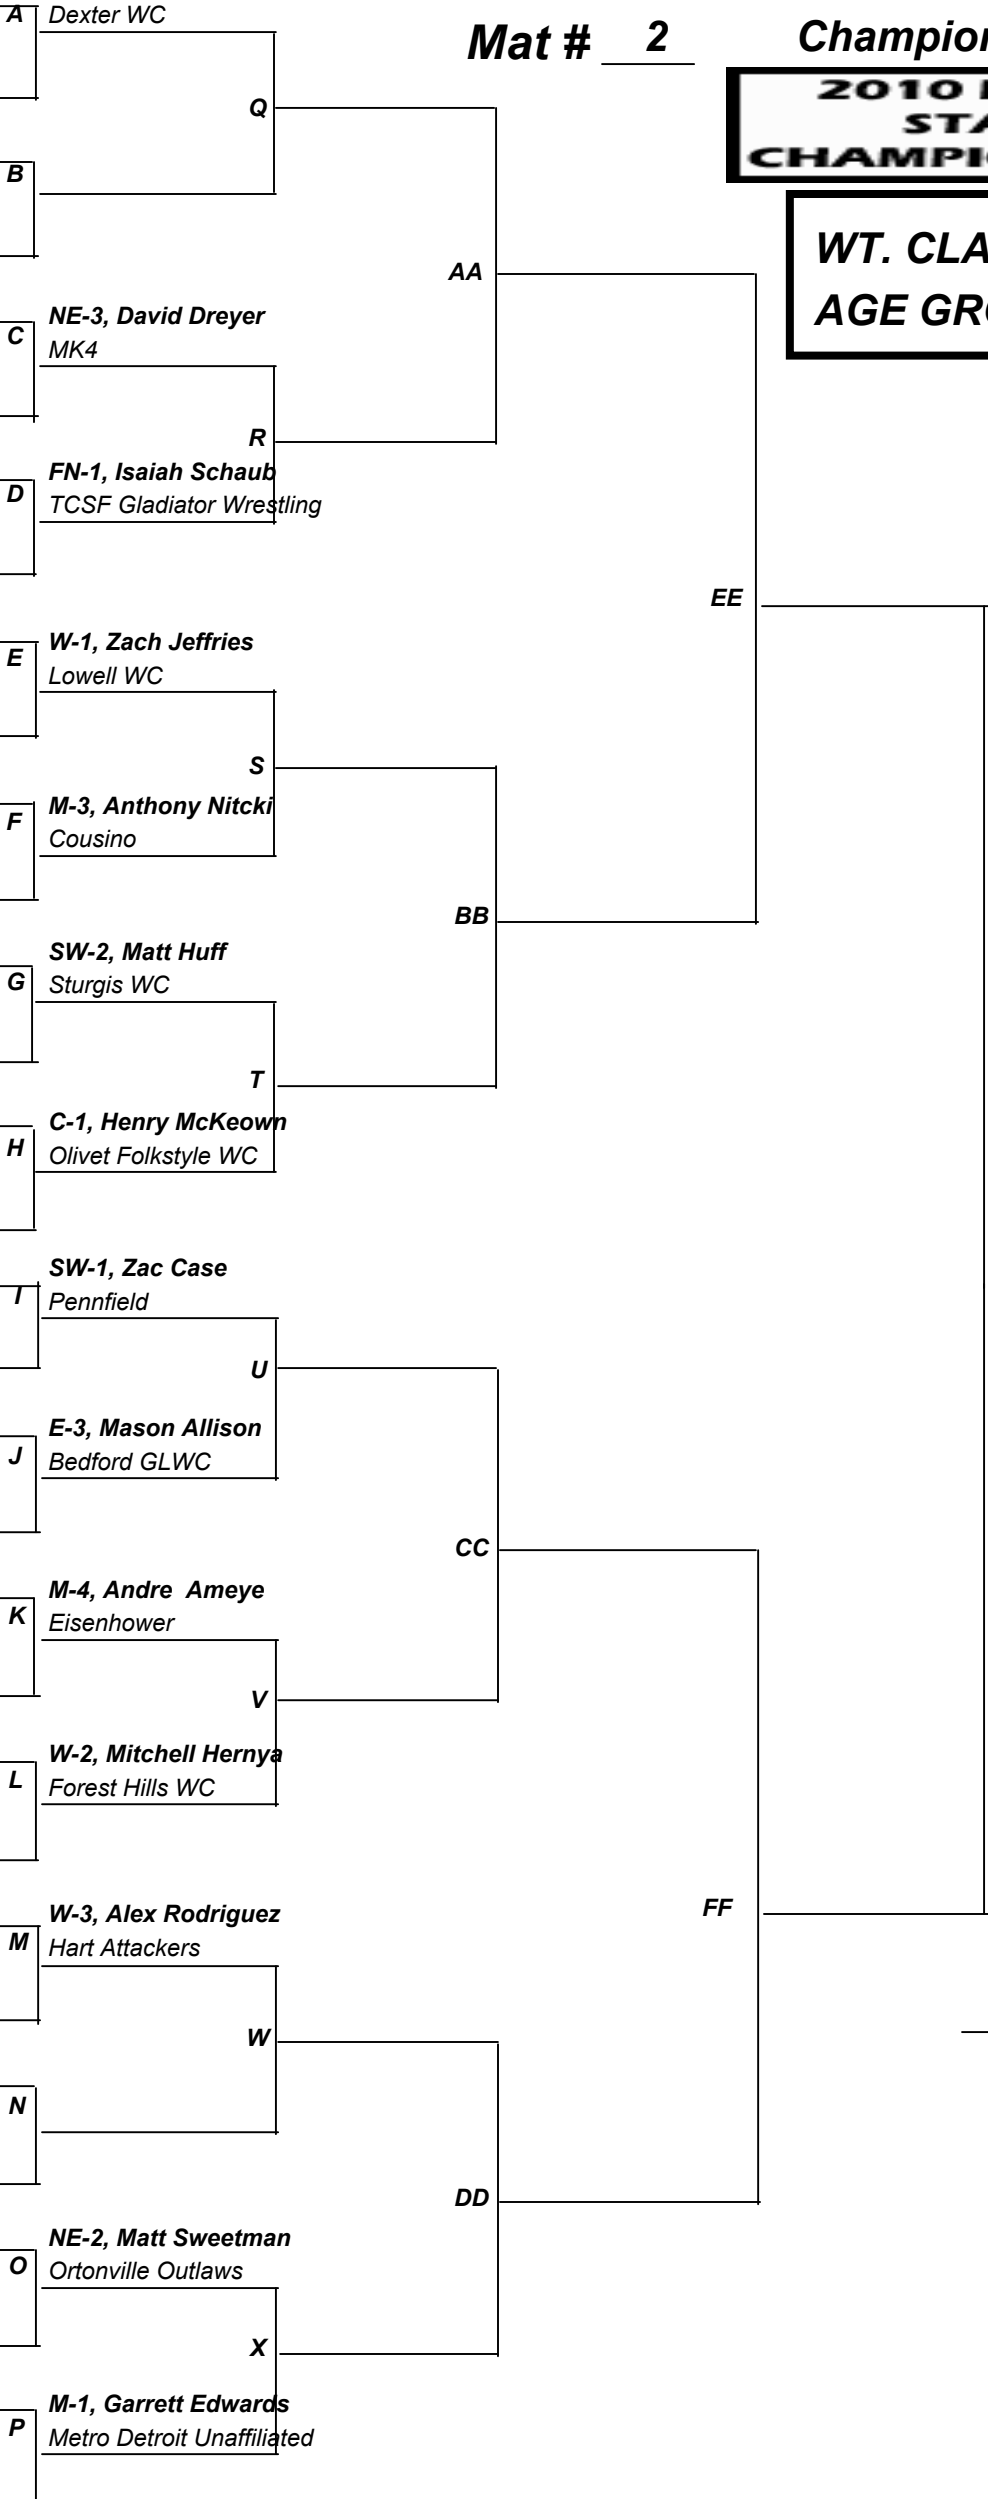 A
Dexter WC
Mat # 2
Champion
2010
STA
CHAMPI
Q
B
WT. CLA
AA
AGE GR
NE-3, David Dreyer
C
MK4
R
FN-1, Isaiah Schaub
D
TCSF Gladiator Wrestling
EE
W-1, Zach Jeffries
E
Lowell WC
S
M-3, Anthony Nitcki
F
Cousino
BB
SW-2, Matt Huff
G
Sturgis WC
T
C-1, Henry McKeown
H
Olivet Folkstyle WC
SW-1, Zac Case
I
Pennfield
U
E-3, Mason Allison
J
Bedford GLWC
CC
M-4, Andre Ameye
K
Eisenhower
V
W-2, Mitchell Hernya
L
Forest Hills WC
FF
W-3, Alex Rodriguez
M
Hart Attackers
W
N
DD
NE-2, Matt Sweetman
O
Ortonville Outlaws
X
M-1, Garrett Edwards
P
Metro Detroit Unaffiliated